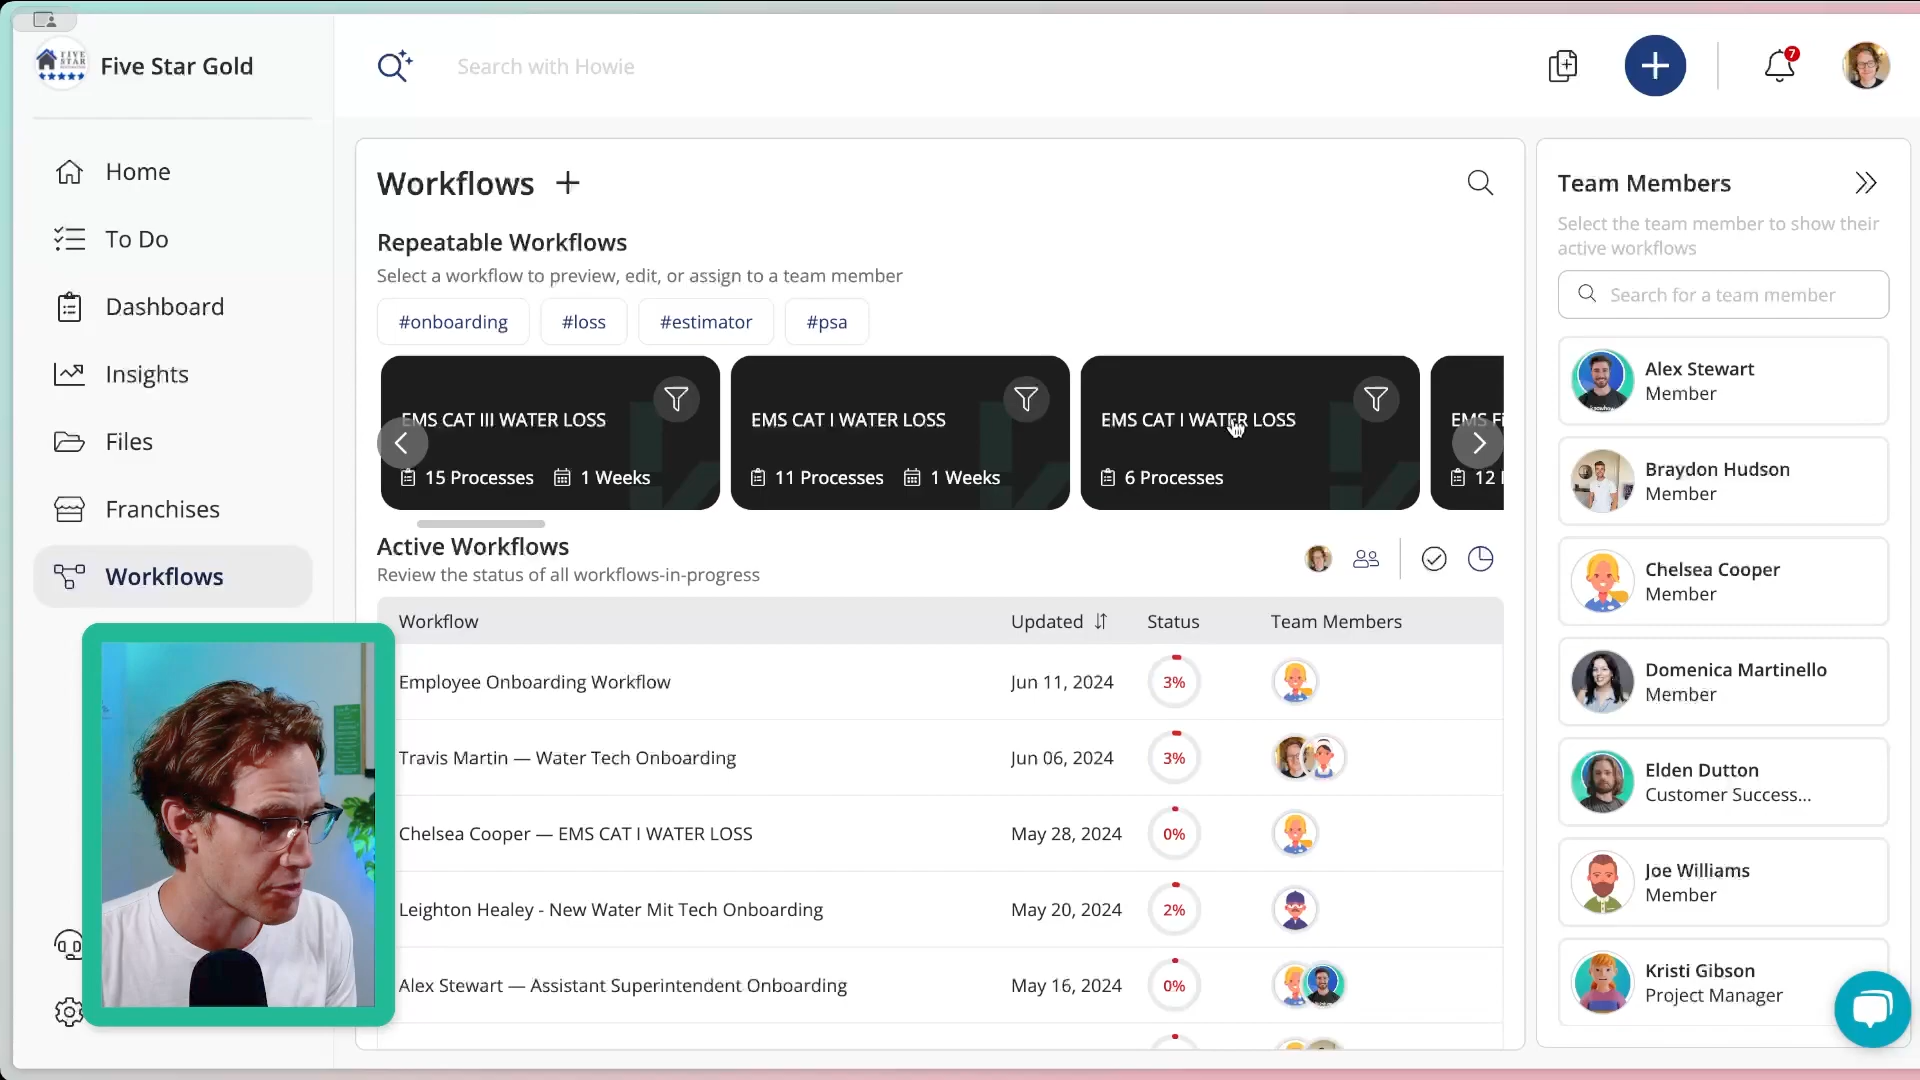 FIVE
STAR
Five Star Gold
Search with Howie
7
Home
To Do
Dashboard
Insights
Files
Franchises
Workflows
Workflows
Repeatable Workflows
Select a workflow to preview, edit, or assign to a team member
#onboarding
#loss
#estimator
#psa
EMS CAT III WATER LOSS
15 Processes
1 Weeks
EMS CAT I WATER LOSS
11 Processes
1 Weeks
EMS CAT I WATER LOSS
6 Processes
EMS
12
Active Workflows
Review the status of all workflows-in-progress
Workflow Updated Status Team Members
Employee Onboarding Workflow Jun 11, 2024 3%
Travis Martin — Water Tech Onboarding Jun 06, 2024 3%
Chelsea Cooper — EMS CAT I WATER LOSS May 28, 2024 0%
Leighton Healey - New Water Mit Tech Onboarding May 20, 2024 2%
Alex Stewart — Assistant Superintendent Onboarding May 16, 2024 0%
Team Members
Select the team member to show their
active workflows
Search for a team member
Alex Stewart
Member
Braydon Hudson
Member
Chelsea Cooper
Member
Domenica Martinello
Member
Elden Dutton
Customer Success...
Joe Williams
Member
Kristi Gibson
Project Manager